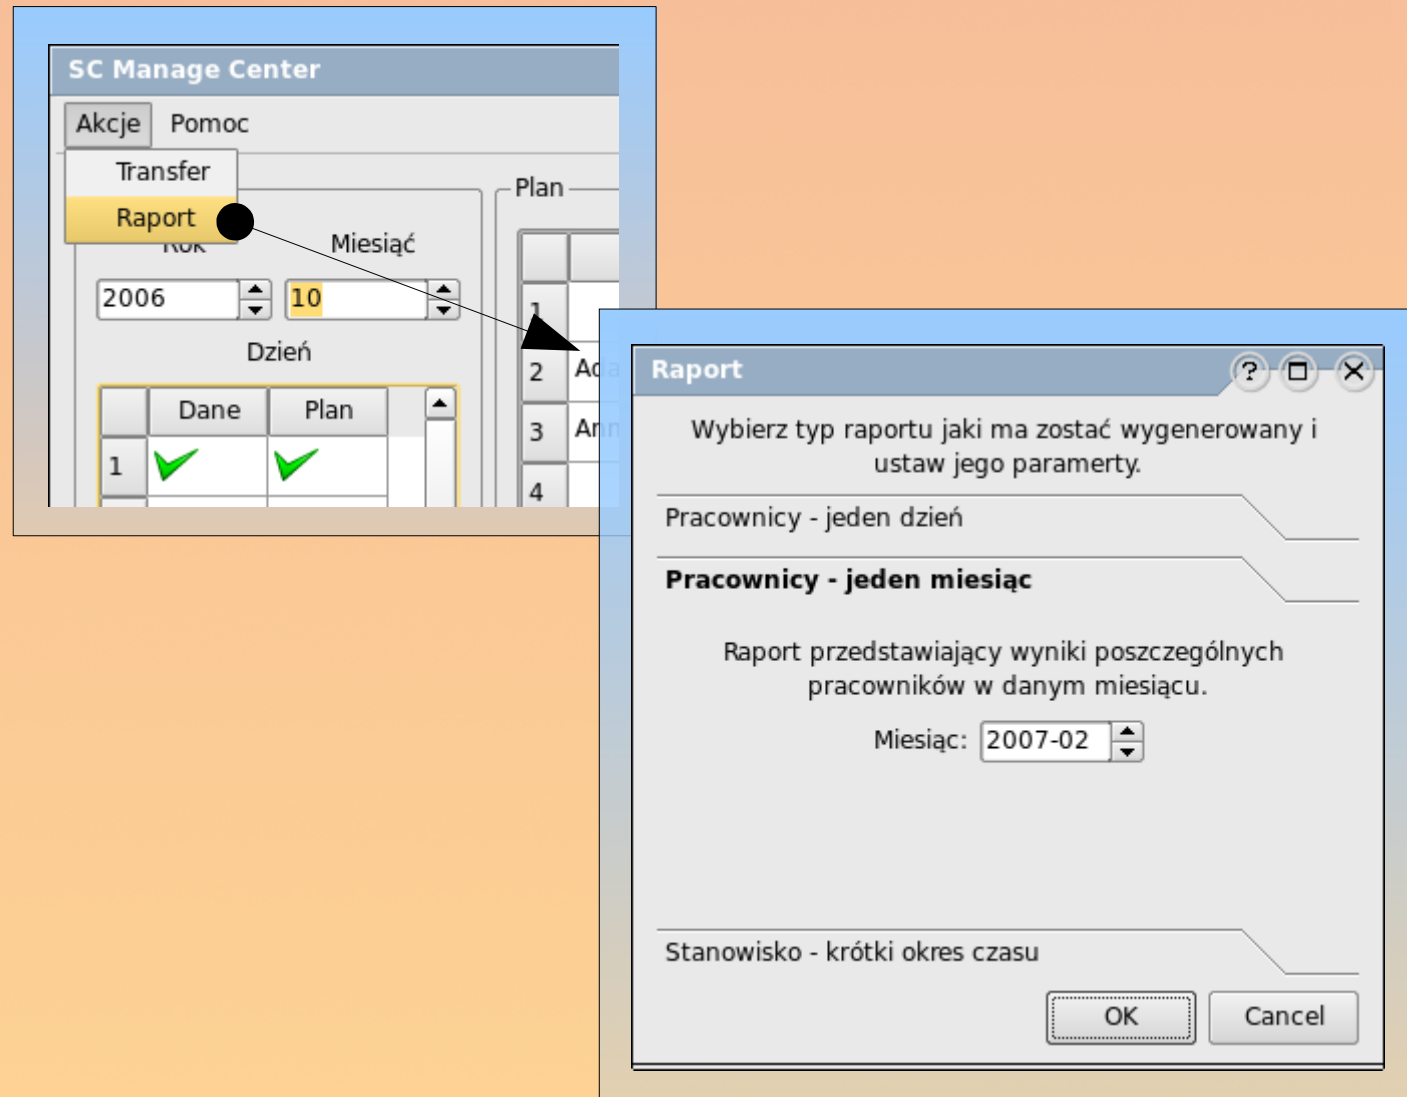 SC Manage Center
Akcje Pomoc
Transfer
Raport
Rok Miesiąć
2006 10
Dzień
Dane Plan
1
Plan
1
2
3
4
Raport
Wybierz typ raportu jaki ma zostać wygenerowany i
ustaw jego paramerty.
Pracownicy - jeden dzień
Pracownicy - jeden miesiąc
Raport przedstawiający wyniki poszczególnych
pracowników w danym miesiącu.
Miesiąc: 2007-02
Stanowisko - krótki okres czasu
OK Cancel